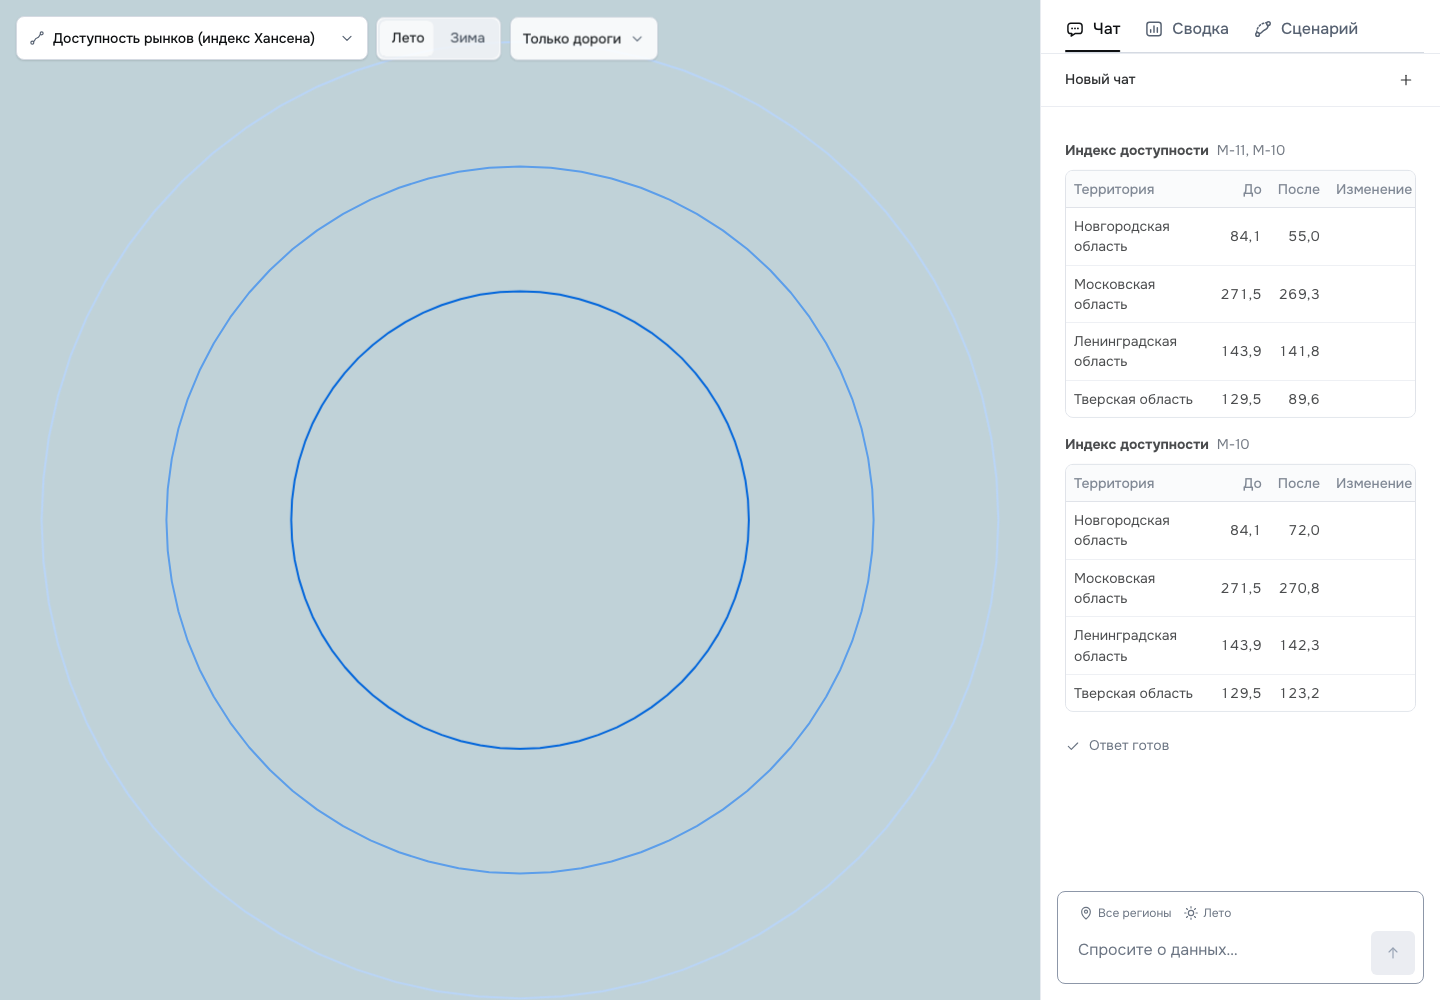 Доступность рынков (индекс Хансена)
Лето
Зима
Только дороги
Чат
Сводка
Сценарий
Новый чат
Индекс доступности М-11, М-10
Территория До После Изменение
Новгородская
область
84,1 55,0
Московская
область
271,5 269,3
Ленинградская
область
143,9 141,8
Тверская область 129,5 89,6
Индекс доступности М-10
Территория До После Изменение
Новгородская
область
84,1 72,0
Московская
область
271,5 270,8
Ленинградская
область
143,9 142,3
Тверская область 129,5 123,2
Ответ готов
Все регионы Лето
Спросите о данных...